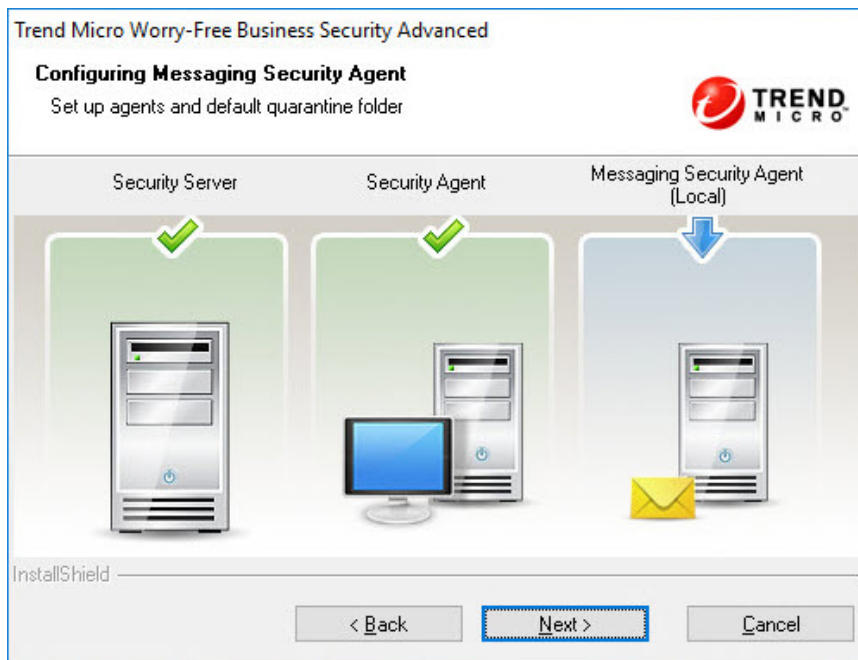 Trend Micro Worry-Free Business Security Advanced
Configuring Messaging Security Agent
Set up agents and default quarantine folder
TREND
MICRO
Security Server
Security Agent
Messaging Security Agent
(Local)
InstallShield
< Back
Next >
Cancel